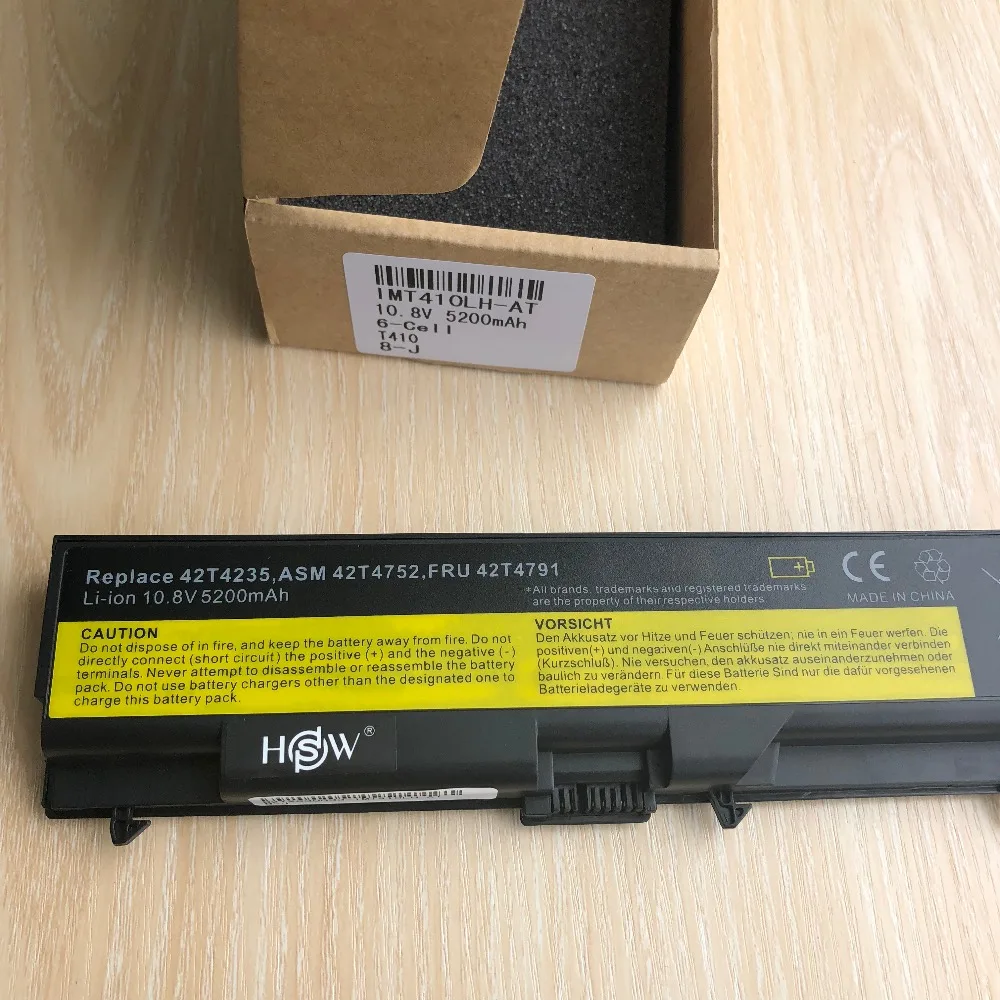 IMT410LH-AT
10.8V 5200mAh
6-Cell
T410
8-J
Replace 42T4235,ASM 42T4752,FRU 42T4791
Li-ion 10.8V 5200mAh
*All brands, trademarks and registered trademarks
are the property of their respective holders.
CE
MADE IN CHINA
CAUTION
Do not dispose of in fire, and keep the battery away from fire. Do not
directly connect (short circuit) the positive (+) and the negative (-)
terminals. Never attempt to disassemble or reassemble the battery
pack. Do not use battery chargers other than the designated one to
charge this battery pack.
VORSICHT
Den Akkusatz vor Hitze und Feuer schützen; nie in ein Feuer werfen. Die
positiven(+) und negativen(-) Anschlüße nie direkt miteinander verbinden
(Kurzschluß). Nie versuchen, den akkusatz auseinanderzunehmen oder
baulich zu verändern. Für diese Batterie Sind nur die dafür vorgesehenen
Batterieladegeräte zu verwenden.
HSW®